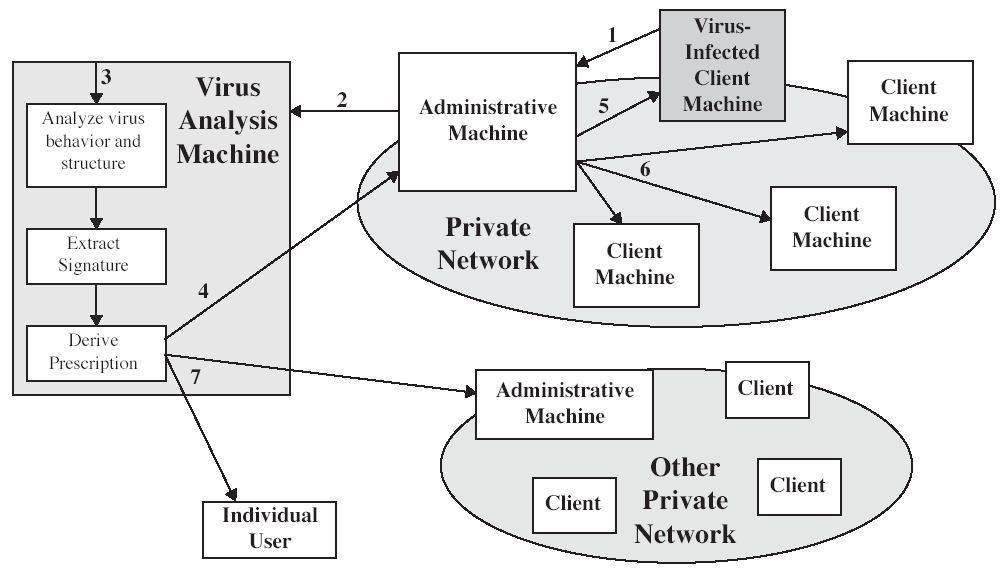 1
Virus-
Infected
Client
Machine
3
Virus
Analysis
Machine
Analyze virus
behavior and
structure
2
Administrative
Machine
5
Client
Machine
6
Extract
Signature
Private
Network
Client
Machine
Client
Machine
4
Derive
Prescription
7
Administrative
Machine
Client
Other
Private
Network
Client
Client
Individual
User